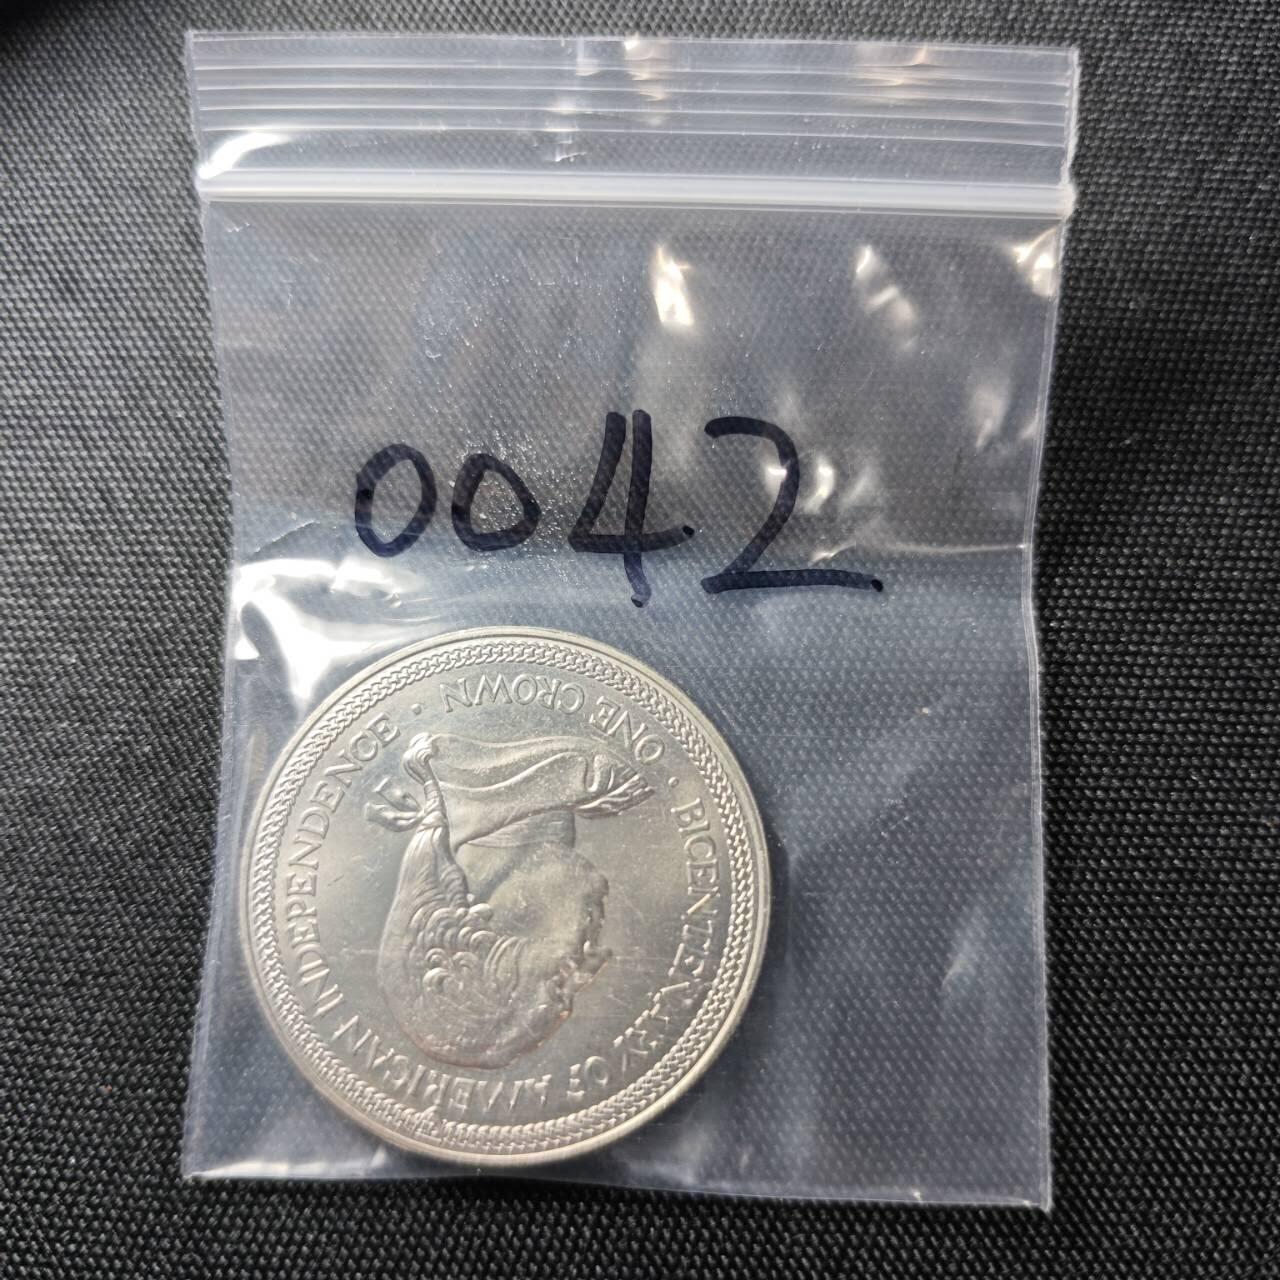 0042
BICENTENARY OF AMERICAN INDEPENDENCE · ONE CROWN ·